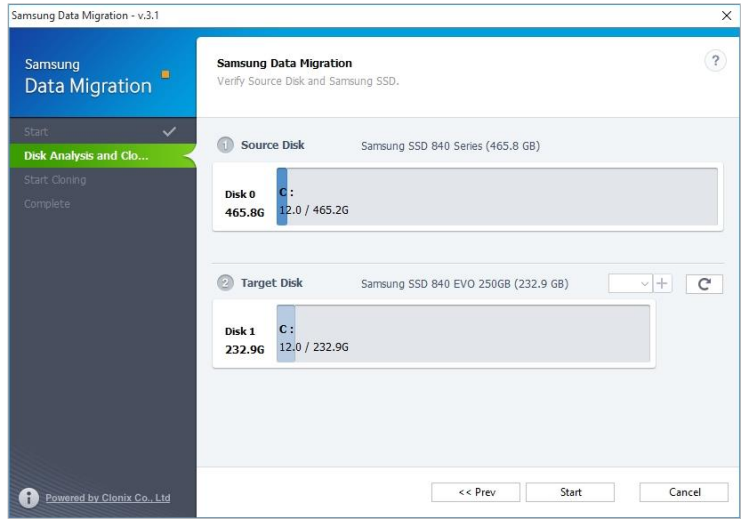 Samsung Data Migration - v.3.1
Samsung
Data Migration
Start
Disk Analysis and Clo...
Start Cloning
Complete
Powered by Clonix Co., Ltd
Samsung Data Migration
Verify Source Disk and Samsung SSD.
?
1 Source Disk Samsung SSD 840 Series (465.8 GB)
Disk 0
465.8G
C :
12.0 / 465.2G
2 Target Disk Samsung SSD 840 EVO 250GB (232.9 GB)
Disk 1
232.9G
C :
12.0 / 232.9G
<< Prev Start Cancel